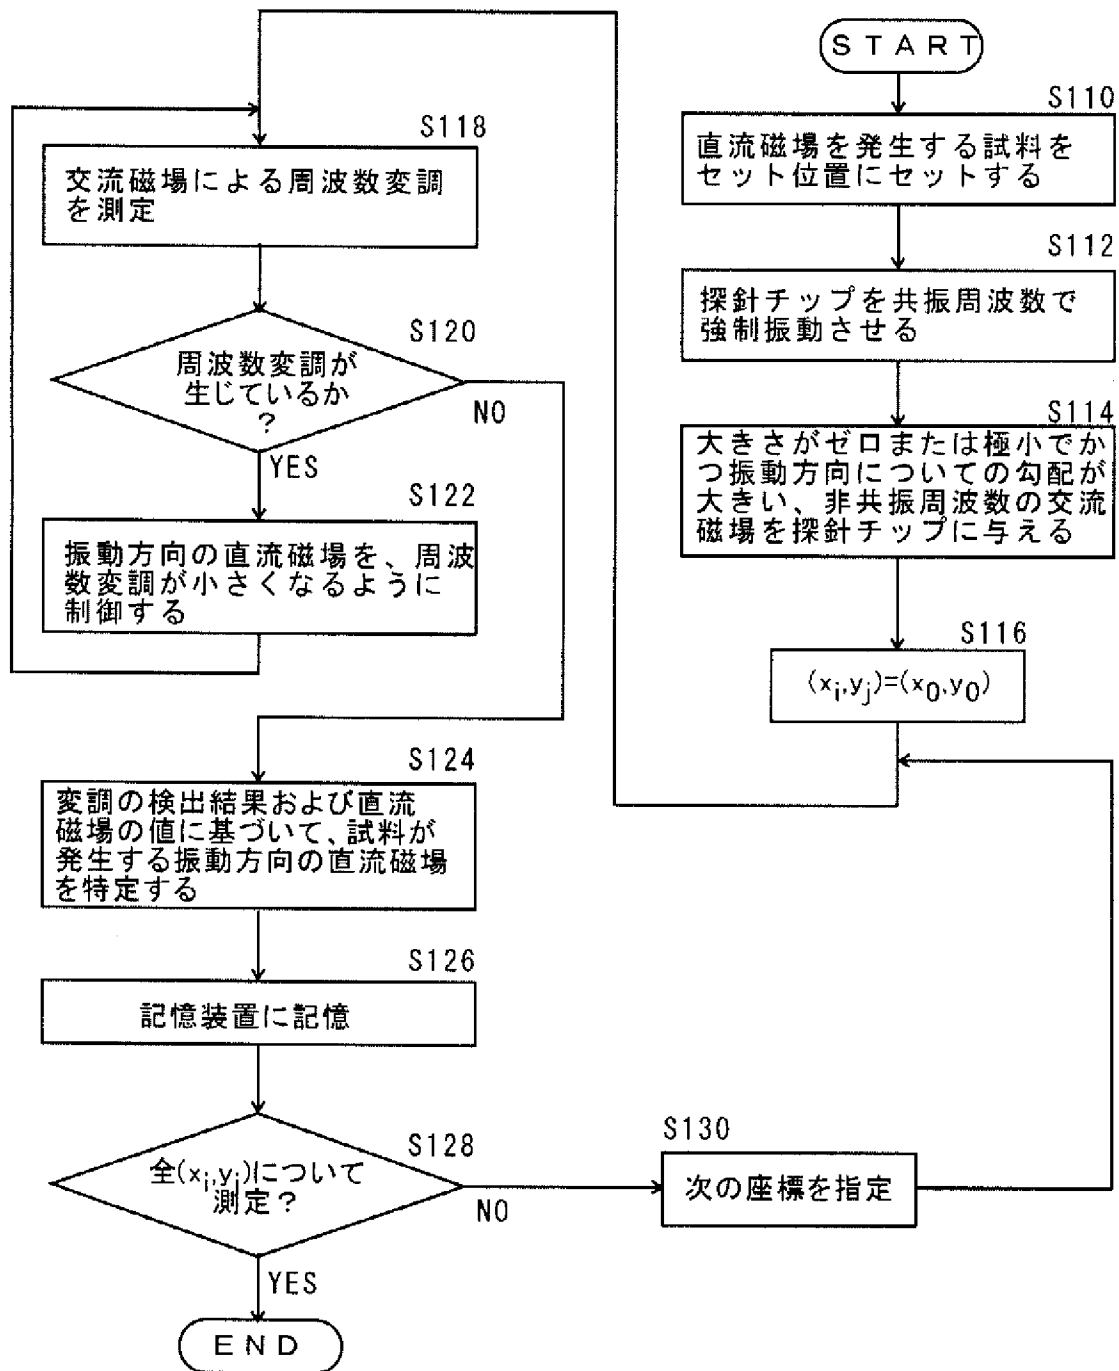 START
S110
直流磁場を発生する試料を
セット位置にセットする
S112
探針チップを共振周波数で
強制振動させる
S114
大きさがゼロまたは極小でか
つ振動方向についての勾配が
大きい、非共振周波数の交流
磁場を探針チップに与える
S116
(xi,yj)=(x0,y0)
S118
交流磁場による周波数変調
を測定
S120
周波数変調が
生じているか
?
NO
YES
S122
振動方向の直流磁場を、周波
数変調が小さくなるように
制御する
S124
変調の検出結果および直流
磁場の値に基づいて、試料が
発生する振動方向の直流磁場
を特定する
S126
記憶装置に記憶
S128
全(xi,yj)について
測定?
NO
YES
S130
次の座標を指定
END